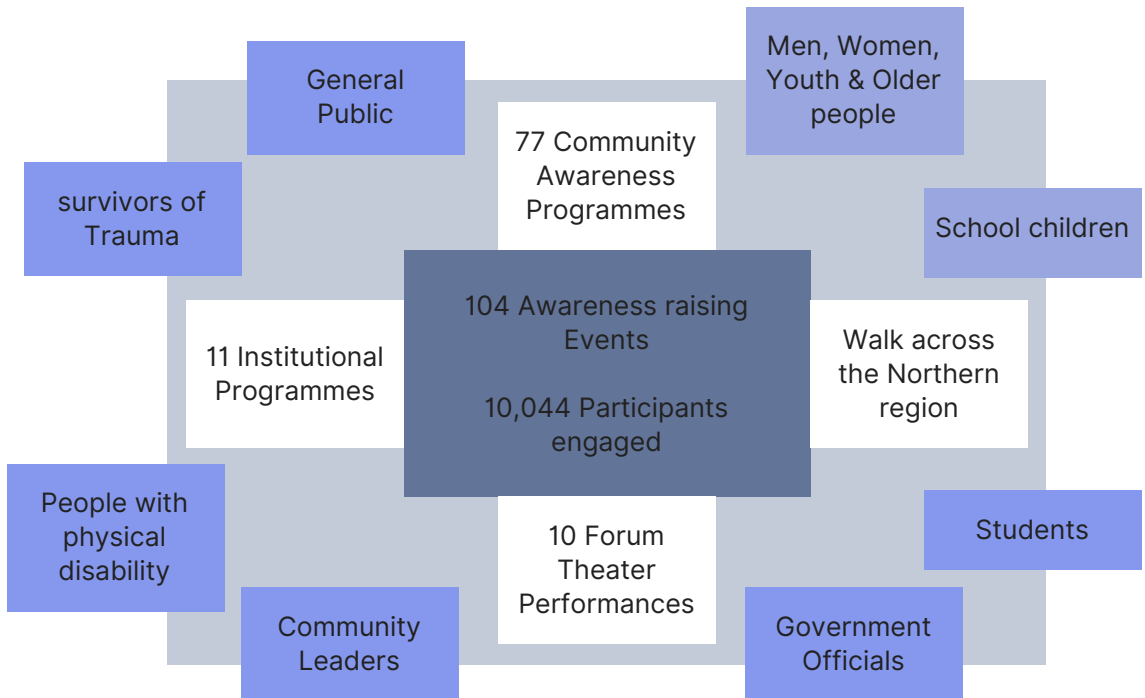 General
Public
Men, Women,
Youth & Older
people
77 Community
Awareness
Programmes
survivors of
Trauma
School children
104 Awareness raising
Events
10,044 Participants
engaged
11 Institutional
Programmes
Walk across
the Northern
region
People with
physical
disability
10 Forum
Theater
Performances
Students
Community
Leaders
Government
Officials